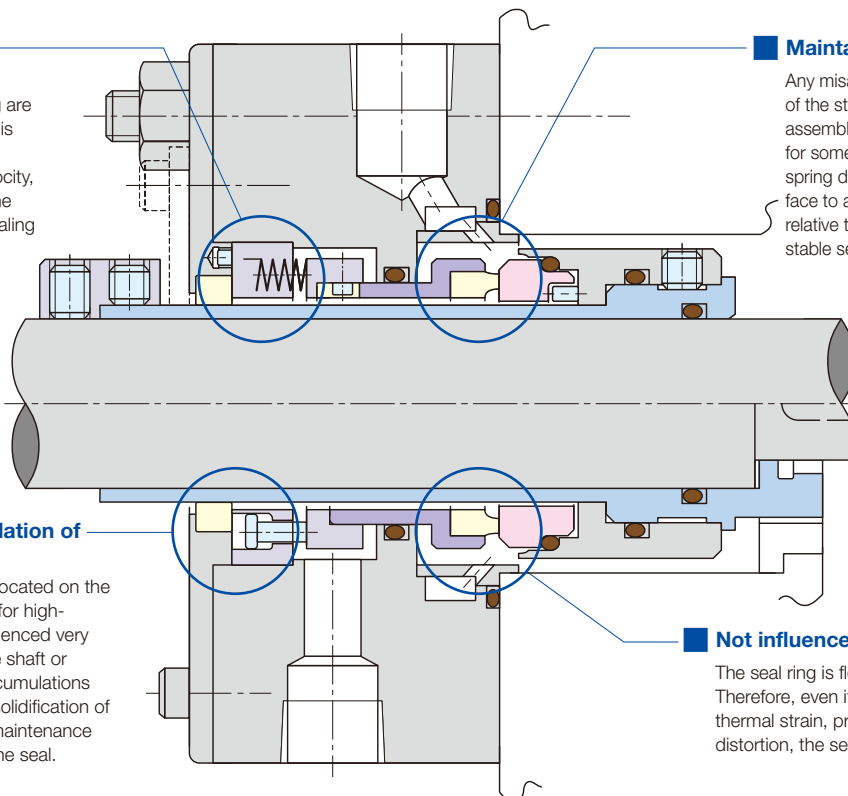 g are
is
ocity,
he
aling
Mainta
Any misa
of the st
assembl
for some
spring d
face to a
relative t
stable se
lation of
ocated on the
for high-
enced very
e shaft or
cumulations
olidification of
maintenance
he seal.
Not influence
The seal ring is fl
Therefore, even i
thermal strain, pr
distortion, the se